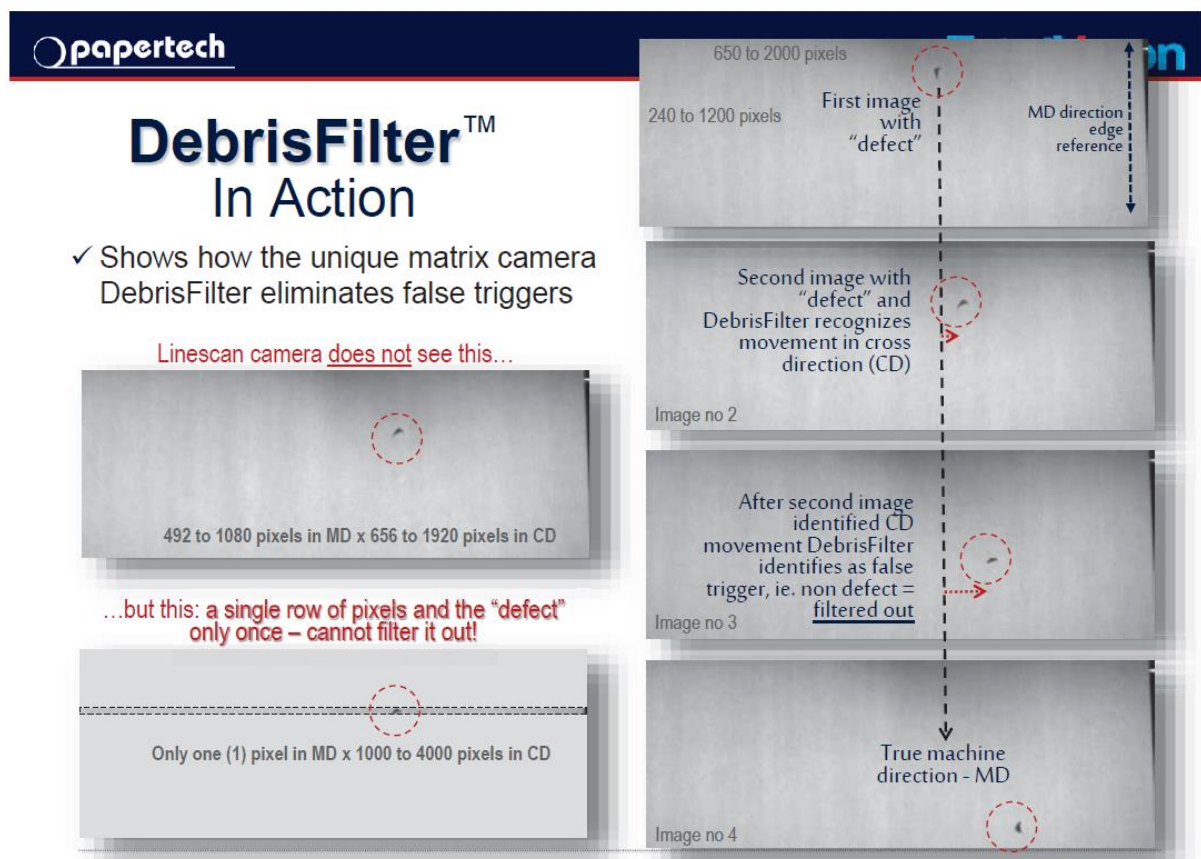 papertech
DebrisFilter™
In Action
✓ Shows how the unique matrix camera
DebrisFilter eliminates false triggers
Linescan camera does not see this…
492 to 1080 pixels in MD x 656 to 1920 pixels in CD
…but this: a single row of pixels and the “defect”
only once – cannot filter it out!
Only one (1) pixel in MD x 1000 to 4000 pixels in CD
650 to 2000 pixels
240 to 1200 pixels
First image
with
“defect”
MD direction
edge
reference
Second image with
“defect” and
DebrisFilter recognizes
movement in cross
direction (CD)
Image no 2
After second image
identified CD
movement DebrisFilter
identifies as false
trigger, ie. non defect =
filtered out
Image no 3
True machine
direction - MD
Image no 4